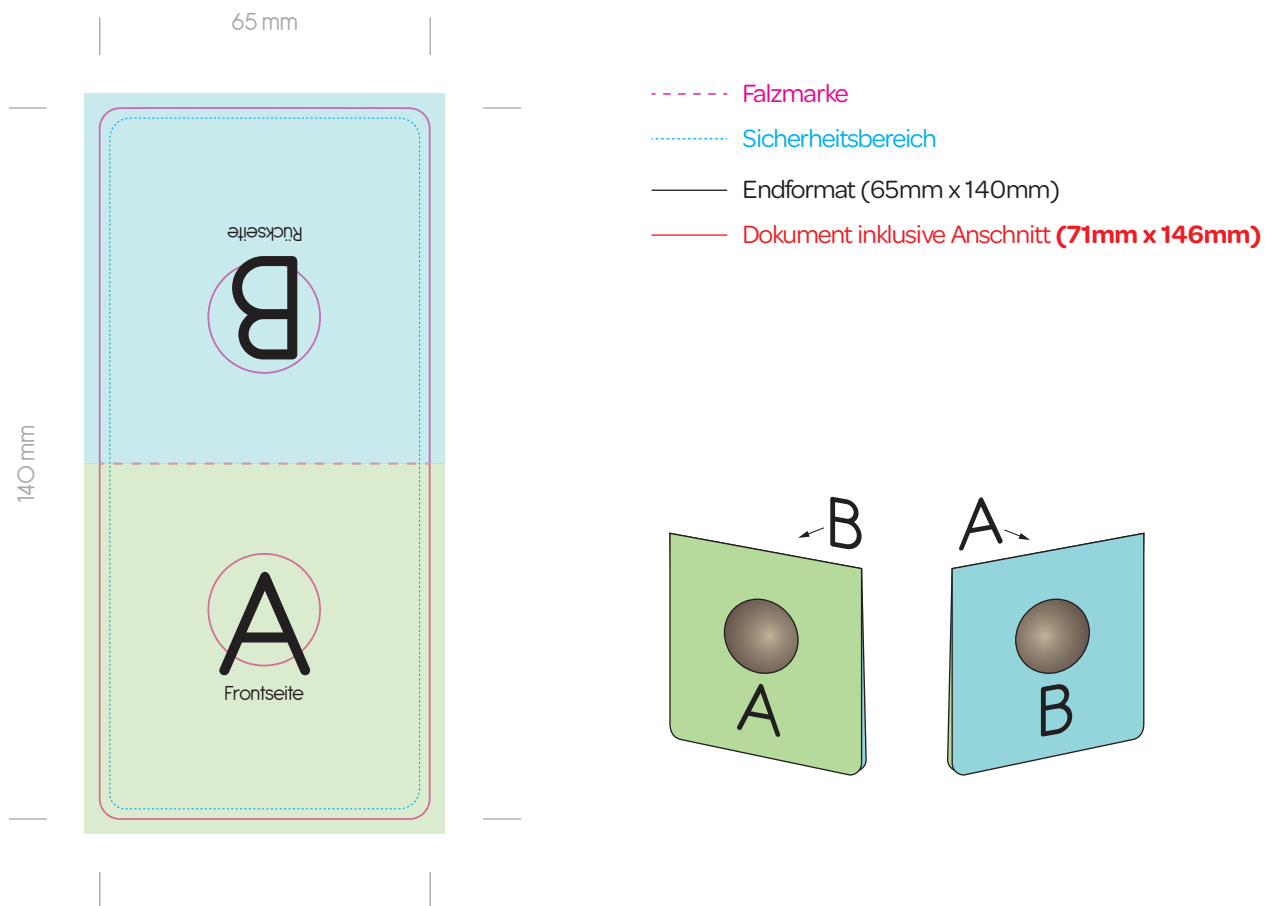 65 mm
140 mm
Rückseite
B
A
Frontseite
Falzmarke
Sicherheitsbereich
Endformat (65mm x 140mm)
Dokument inklusive Anschnitt (71mm x 146mm)
B
A
A
B